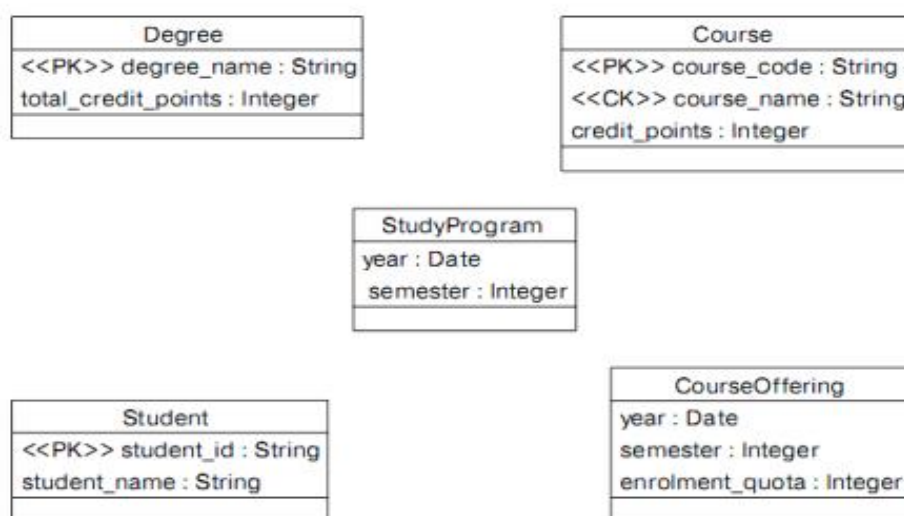 Degree
<<PK>> degree_name : String
total_credit_points : Integer
Course
<<PK>> course_code : String
<<CK>> course_name : String
credit_points : Integer
StudyProgram
year : Date
semester : Integer
Student
<<PK>> student_id : String
student_name : String
CourseOffering
year : Date
semester : Integer
enrolment_quota : Integer